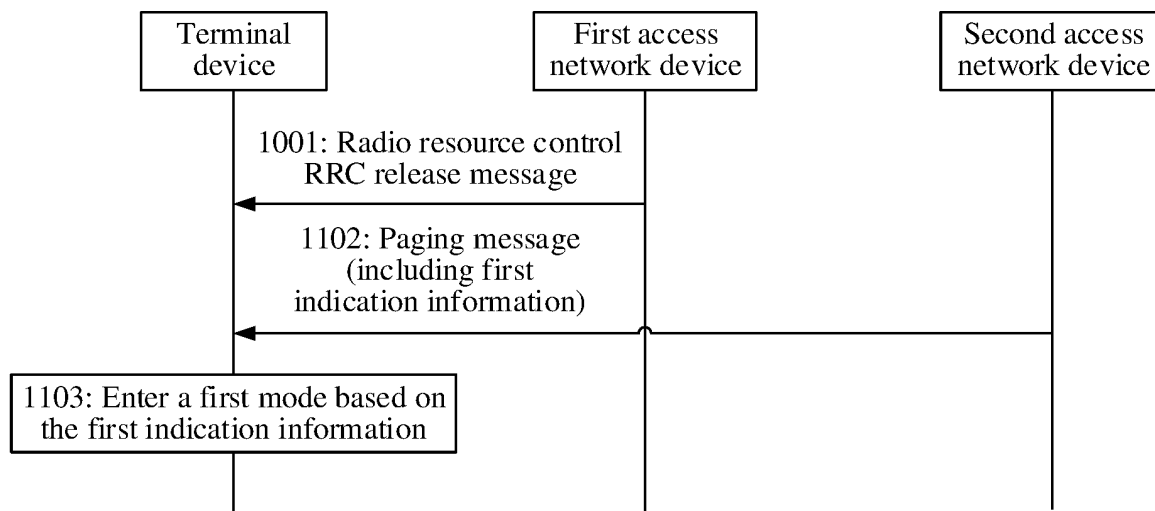 Terminal
device
First access
network device
Second access
network device
1001: Radio resource control
RRC release message
1102: Paging message
(including first
indication information)
1103: Enter a first mode based on
the first indication information